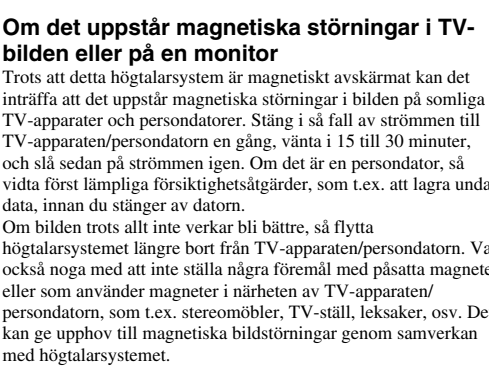 Om det uppstår magnetiska störningar i TV-
bilden eller på en monitor
Trots att detta högtalarsystem är magnetiskt avskärmat kan det
inträffa att det uppstår magnetiska störningar i bilden på somliga
TV-apparater och persondatorer. Stäng i så fall av strömmen till
TV-apparaten/persondatorn en gång, vänta i 15 till 30 minuter,
och slå sedan på strömmen igen. Om det är en persondator, så
vidta först lämpliga försiktighetsåtgärder, som t.ex. att lagra unda
data, innan du stänger av datorn.
Om bilden trots allt inte verkar bli bättre, så flytta
högtalarsystemet längre bort från TV-apparaten/persondatorn. Va
också noga med att inte ställa några föremål med påsatta magnete
eller som använder magneter i närheten av TV-apparaten/
persondatorn, som t.ex. stereomöbler, TV-ställ, leksaker, osv. De
kan ge upphov till magnetiska bildstörningar genom samverkan
med högtalarsystemet.